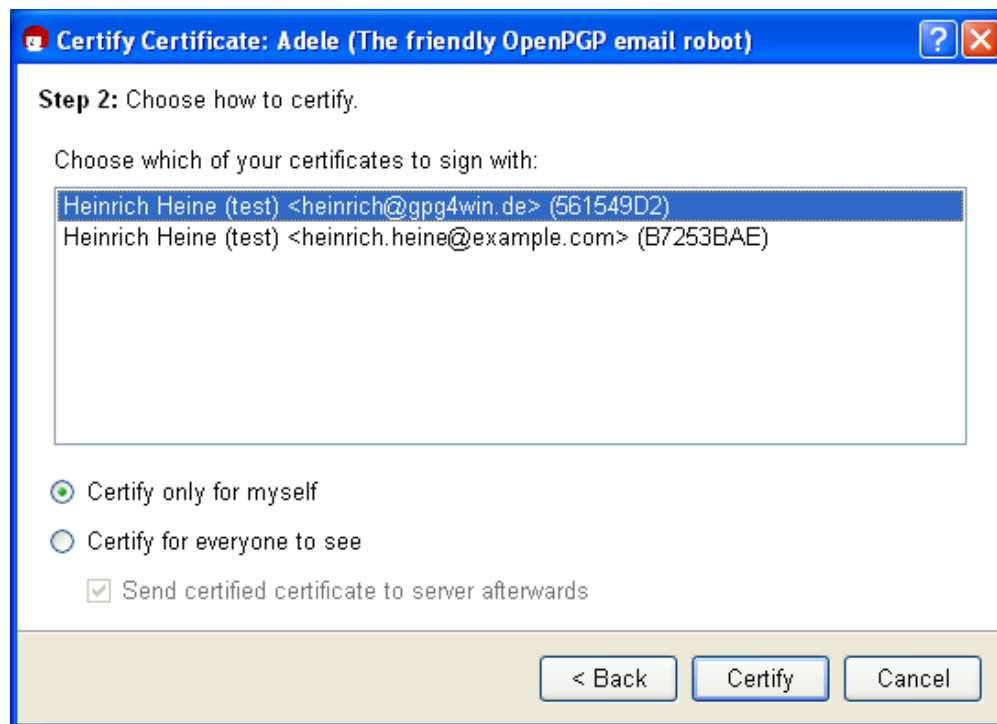 Certify Certificate: Adele (The friendly OpenPGP email robot)
Step 2: Choose how to certify.
Choose which of your certificates to sign with:
Heinrich Heine (test) <heinrich@gpg4win.de> (561549D2)
Heinrich Heine (test) <heinrich.heine@example.com> (B7253BAE)
Certify only for myself
Certify for everyone to see
Send certified certificate to server afterwards
< Back Certify Cancel